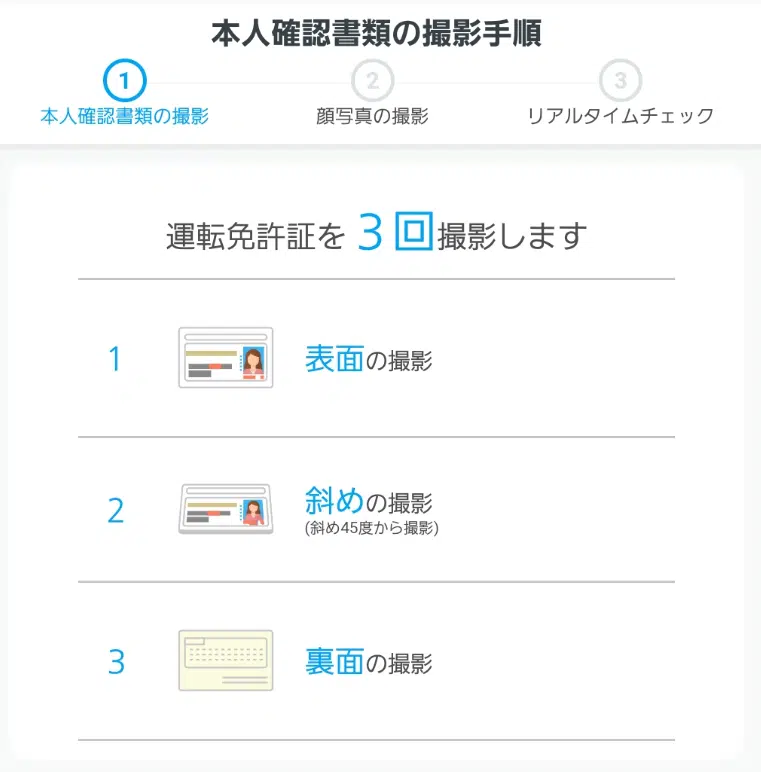 本人確認書類の撮影手順
1 2 3
本人確認書類の撮影 顔写真の撮影 リアルタイムチェック
運転免許証を3回撮影します
1 表面の撮影
2 斜めの撮影
(斜め45度から撮影)
3 裏面の撮影